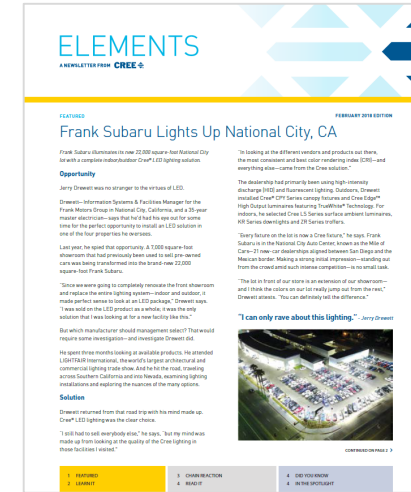 ELEMENTS
A NEWSLETTER FROM CREE
FEATURED
FEBRUARY 2018 EDITION
Frank Subaru Lights Up National City, CA
Frank Subaru illuminates its new 22,000 square-foot National City
lot with a complete indoor/outdoor Cree® LED lighting solution.
Opportunity
Jerry Drewett was no stranger to the virtues of LED.
Drewett—Information Systems & Facilities Manager for the
Frank Motors Group in National City, California, and a 35-year
master electrician— says that he'd had his eye out for some
time for the perfect opportunity to install an LED solution in
one of the four properties he oversees.
Last year, he spied that opportunity. A 7,000 square-foot
showroom that had previously been used to sell pre-owned
cars was being transformed into the brand-new 22,000
square-foot Frank Subaru.
"Since we were going to completely renovate the front showroom
and replace the entire lighting system—indoor and outdoor, it
made perfect sense to look at an LED package," Drewett says.
"I was sold on the LED product as a whole; it was the only
solution that I was looking at for a new facility like this."
But which manufacturer should management select? That would
require some investigation—and investigate Drewett did.
He spent three months looking at available products. He attended
LIGHTFAIR International, the world's largest architectural and
commercial lighting trade show. And he hit the road, traveling
across Southern California and into Nevada, examining lighting
installations and exploring the nuances of the many options.
Solution
Drewett returned from that road trip with his mind made up.
Cree® LED lighting was the clear choice.
"I still had to sell everybody else," he says, "but my mind was
made up from looking at the quality of the Cree lighting in
those facilities I visited."
"In looking at the different vendors and products out there,
the most consistent and best color rendering index (CRI)—and
everything else—came from the Cree solution."
The dealership had primarily been using high-intensity
discharge (HID) and fluorescent lighting. Outdoors, Drewett
installed Cree® CPY Series canopy fixtures and Cree Edge™
High Output luminaires featuring TrueWhite® Technology. For
indoors, he selected Cree LS Series surface ambient luminaires,
KR Series downlights and ZR Series troffers.
"Every fixture on the lot is now a Cree fixture," he says. Frank
Subaru is in the National City Auto Center, known as the Mile of
Cars—21 new-car dealerships aligned between San Diego and the
Mexican border. Making a strong initial impression—standing out
from the crowd amid such intense competition—is no small task.
"The lot in front of our store is an extension of our showroom—
and I think the colors on our lot really jump out from the rest,"
Drewett attests. "You can definitely tell the difference."
"I can only rave about this lighting." - Jerry Drewett
CONTINUED ON PAGE 2 >
1 FEATURED
2 LEARN IT
3 CHAIN REACTION
4 READ IT
4 DID YOU KNOW
4 IN THE SPOTLIGHT